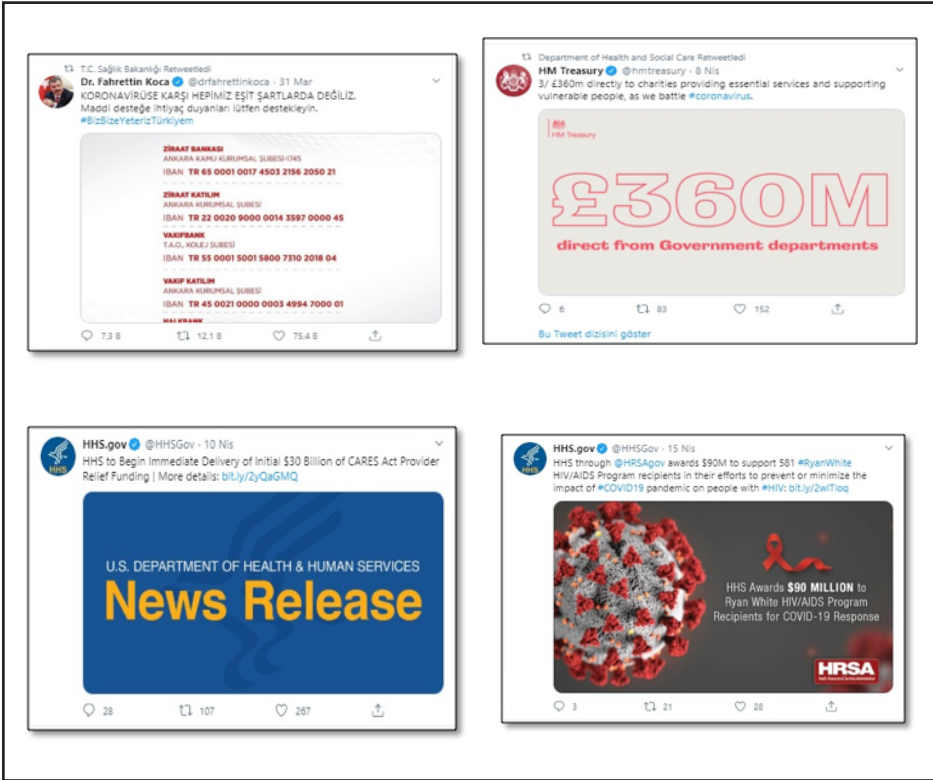 T.C. Sağlık Bakanlığı Retweetledi
Dr. Fahrettin Koca @drfahrettinkoca · 31 Mar
KORONAVİRÜSE KARŞI HEPİMİZ EŞİT ŞARTLARDA DEĞİLİZ.
Maddi desteğe ihtiyaç duyanları lütfen destekleyin.
#BizBizeYeterizTürkiyem
ZİRAAT BANKASI
ANKARA KAMU KURUMSAL ŞUBESİ-1745
IBAN TR 65 0001 0017 4503 2156 2050 21
ZİRAAT KATILIM
ANKARA KURUMSAL ŞUBESİ
IBAN TR 22 0020 9000 0014 3597 0000 45
VAKIFBANK
T.A.O., KOLEJ ŞUBESİ
IBAN TR 55 0001 5001 5800 7310 2018 04
VAKIF KATILIM
ANKARA KURUMSAL ŞUBESİ
IBAN TR 45 0021 0000 0003 4994 7000 01
HALKBANK
7,3 B 12,1 B 75,4 B
Department of Health and Social Care Retweetledi
HM Treasury @hmtreasury · 8 Nis
3/ £360m directly to charities providing essential services and supporting
vulnerable people, as we battle #coronavirus.
HM Treasury
£360M
direct from Government departments
6 83 152
Bu Tweet dizisini göster
HHS.gov @HHSGov · 10 Nis
HHS to Begin Immediate Delivery of Initial $30 Billion of CARES Act Provider
Relief Funding | More details: bit.ly/2yQaGMQ
HHS
U.S. DEPARTMENT OF HEALTH & HUMAN SERVICES
News Release
28 107 267
HHS.gov @HHSGov · 15 Nis
HHS through @HRSAgov awards $90M to support 581 #RyanWhite
HIV/AIDS Program recipients in their efforts to prevent or minimize the
impact of #COVID19 pandemic on people with #HIV: bit.ly/2wlTloq
HHS
HHS Awards $90 MILLION to
Ryan White HIV/AIDS Program
Recipients for COVID-19 Response
HRSA
3 21 28